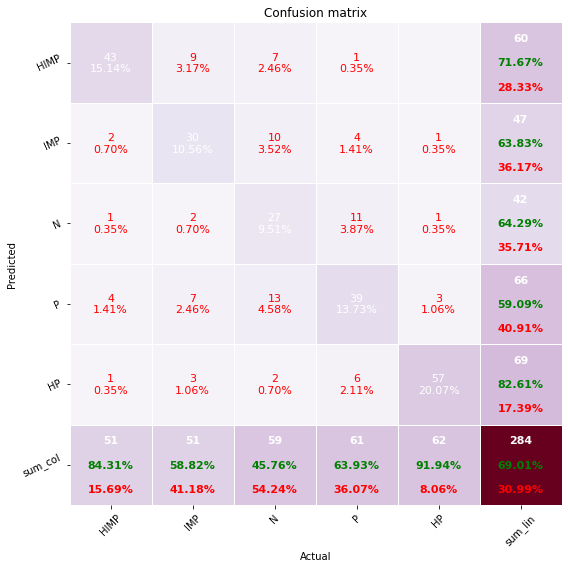 Confusion matrix
Predicted
HIMP
43 9 7 1 60
15.14% 3.17% 2.46% 0.35% 71.67%
28.33%
IMP
2 30 10 4 1 47
0.70% 10.56% 3.52% 1.41% 0.35% 63.83%
36.17%
N
1 2 27 11 1 42
0.35% 0.70% 9.51% 3.87% 0.35% 64.29%
35.71%
P
4 7 13 39 3 66
1.41% 2.46% 4.58% 13.73% 1.06% 59.09%
40.91%
HP
1 3 2 6 57 69
0.35% 1.06% 0.70% 2.11% 20.07% 82.61%
17.39%
sum_col
51 51 59 61 62 284
84.31% 58.82% 45.76% 63.93% 91.94% 69.01%
15.69% 41.18% 54.24% 36.07% 8.06% 30.99%
HIMP IMP N P HP sum_lin
Actual